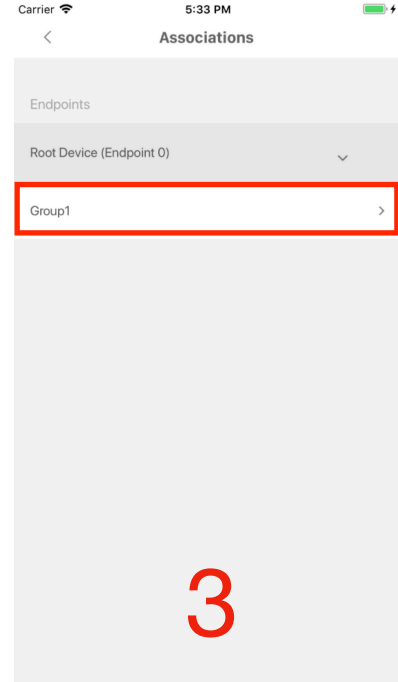 Carrier 5:33 PM
Associations
Endpoints
Root Device (Endpoint 0)
Group1
3